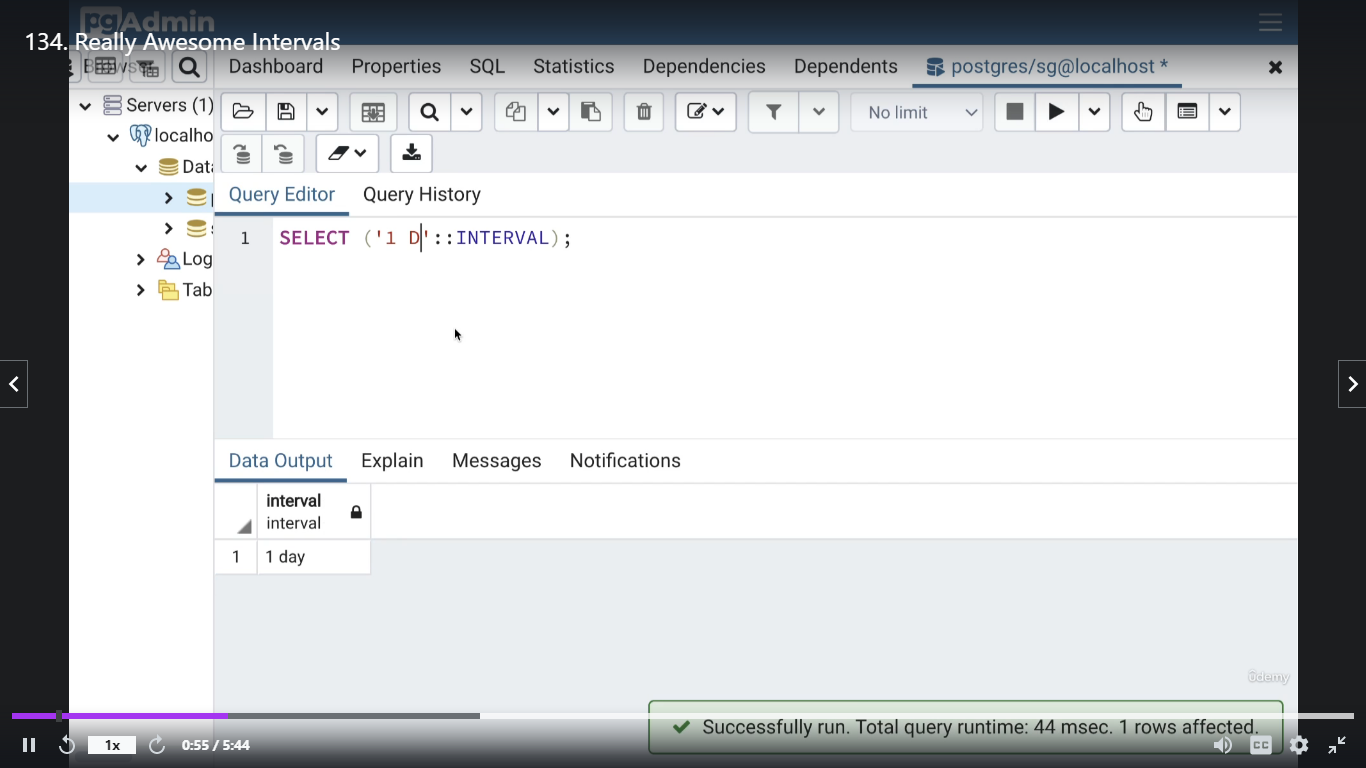 pgAdmin
134. Really Awesome Intervals
Dashboard Properties SQL Statistics Dependencies Dependents postgres/sg@localhost *
Servers (1)
localho
Data
Log
Tab
No limit
Query Editor Query History
1 SELECT ('1 D'::INTERVAL);
Data Output Explain Messages Notifications
interval
interval
1 1 day
ûdemy
Successfully run. Total query runtime: 44 msec. 1 rows affected.
1x 0:55 / 5:44 CC